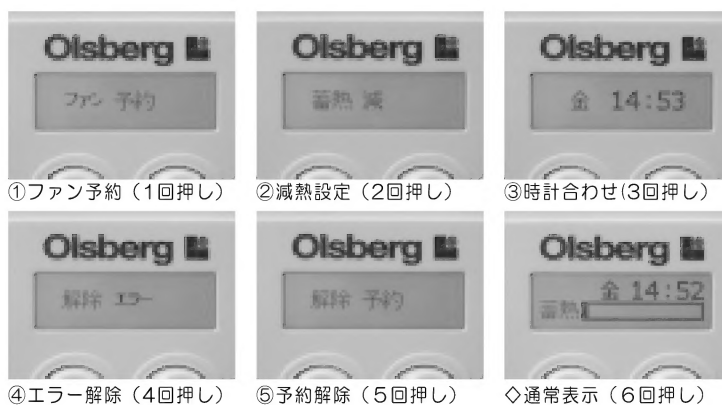 Olsberg
ファン 予約
①ファン予約（1回押し）
Olsberg
蓄熱 減
②減熱設定（2回押し）
Olsberg
金 14:53
③時計合わせ(3回押し）
Olsberg
解除 エラー
④エラー解除（4回押し）
Olsberg
解除 予約
⑤予約解除（5回押し）
Olsberg
金 14:52
蓄熱
◇通常表示（6回押し）